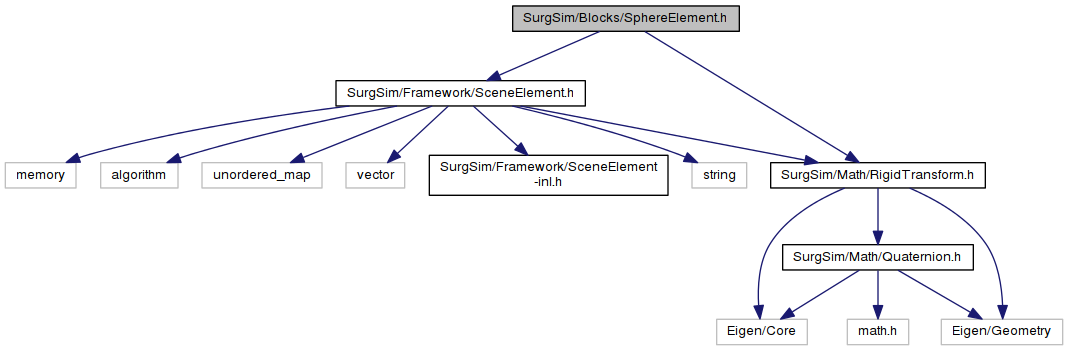 SurgSim/Blocks/SphereElement.h
SurgSim/Framework/SceneElement.h
memory
algorithm
unordered_map
vector
SurgSim/Framework/SceneElement
-inl.h
string
SurgSim/Math/RigidTransform.h
SurgSim/Math/Quaternion.h
Eigen/Core
math.h
Eigen/Geometry